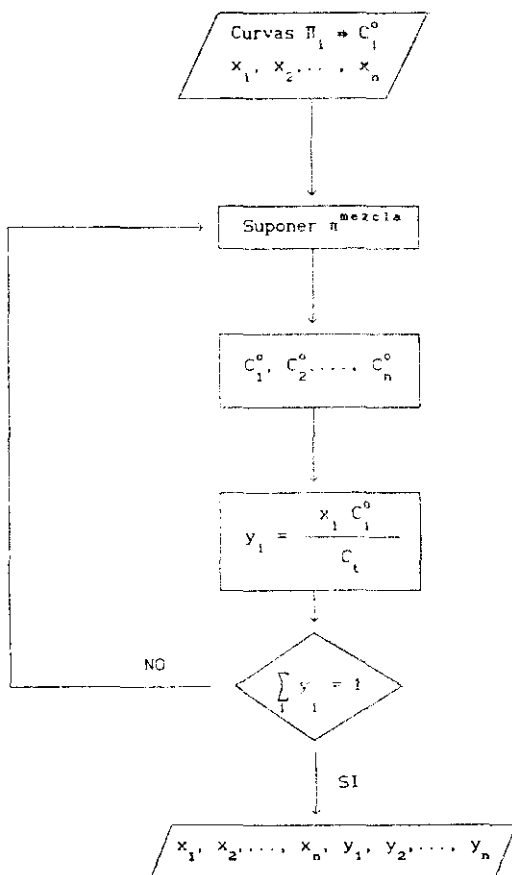 Curvas Π_i ⇒ C_i^o
x_1, x_2,..., x_n
Suponer π^mezcla
C_1^o, C_2^o...., C_n^o
y_i = x_i C_i^o / C_t
NO
∑_i y_i = 1
SI
x_1, x_2,..., x_n, y_1, y_2,..., y_n